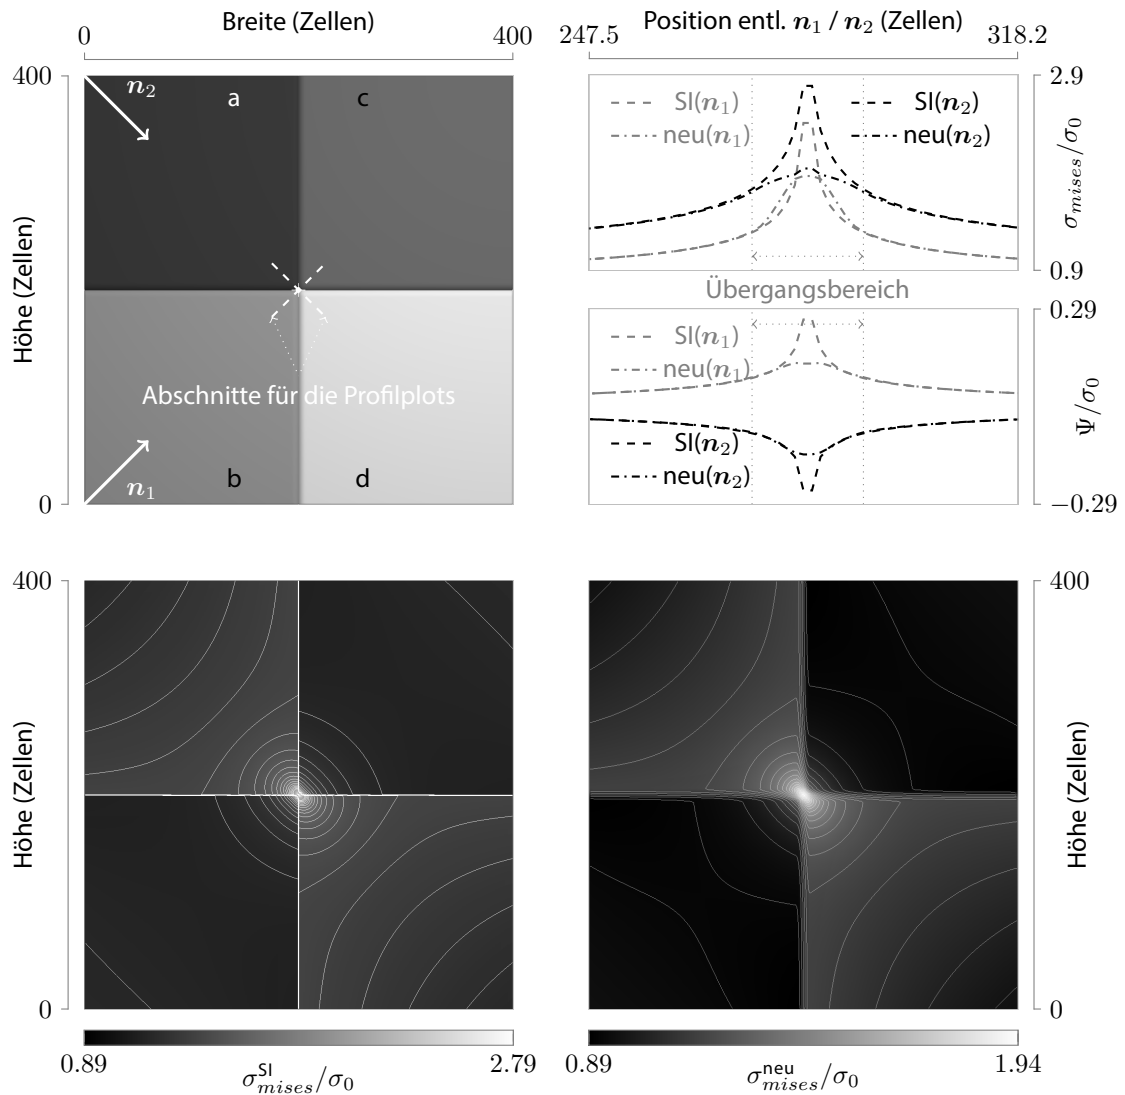 Breite (Zellen)
0 400
400
Höhe (Zellen)
0
n₂
a
c
Abschnitte für die Profilplots
b
d
n₁
Position entl. n₁ / n₂ (Zellen)
247.5 318.2
SI(n₁)
neu(n₁)
SI(n₂)
neu(n₂)
2.9
σmises/σ0
0.9
Übergangsbereich
SI(n₁)
neu(n₁)
SI(n₂)
neu(n₂)
0.29
Ψ/σ0
−0.29
400
Höhe (Zellen)
0
0.89 2.79
σ^SI_mises/σ0
400
Höhe (Zellen)
0
0.89 1.94
σ^neu_mises/σ0